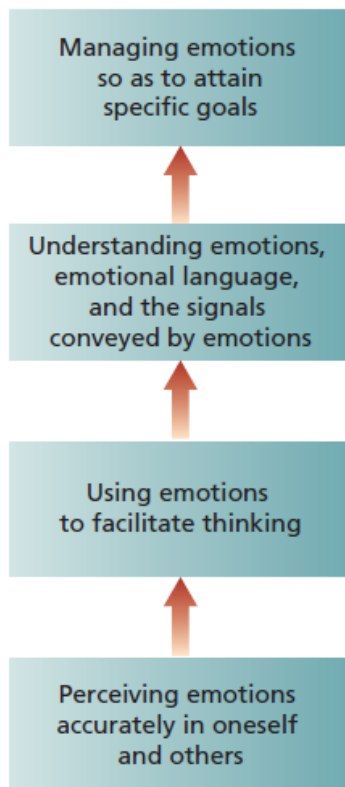 Managing emotions
so as to attain
specific goals
Understanding emotions,
emotional language,
and the signals
conveyed by emotions
Using emotions
to facilitate thinking
Perceiving emotions
accurately in oneself
and others